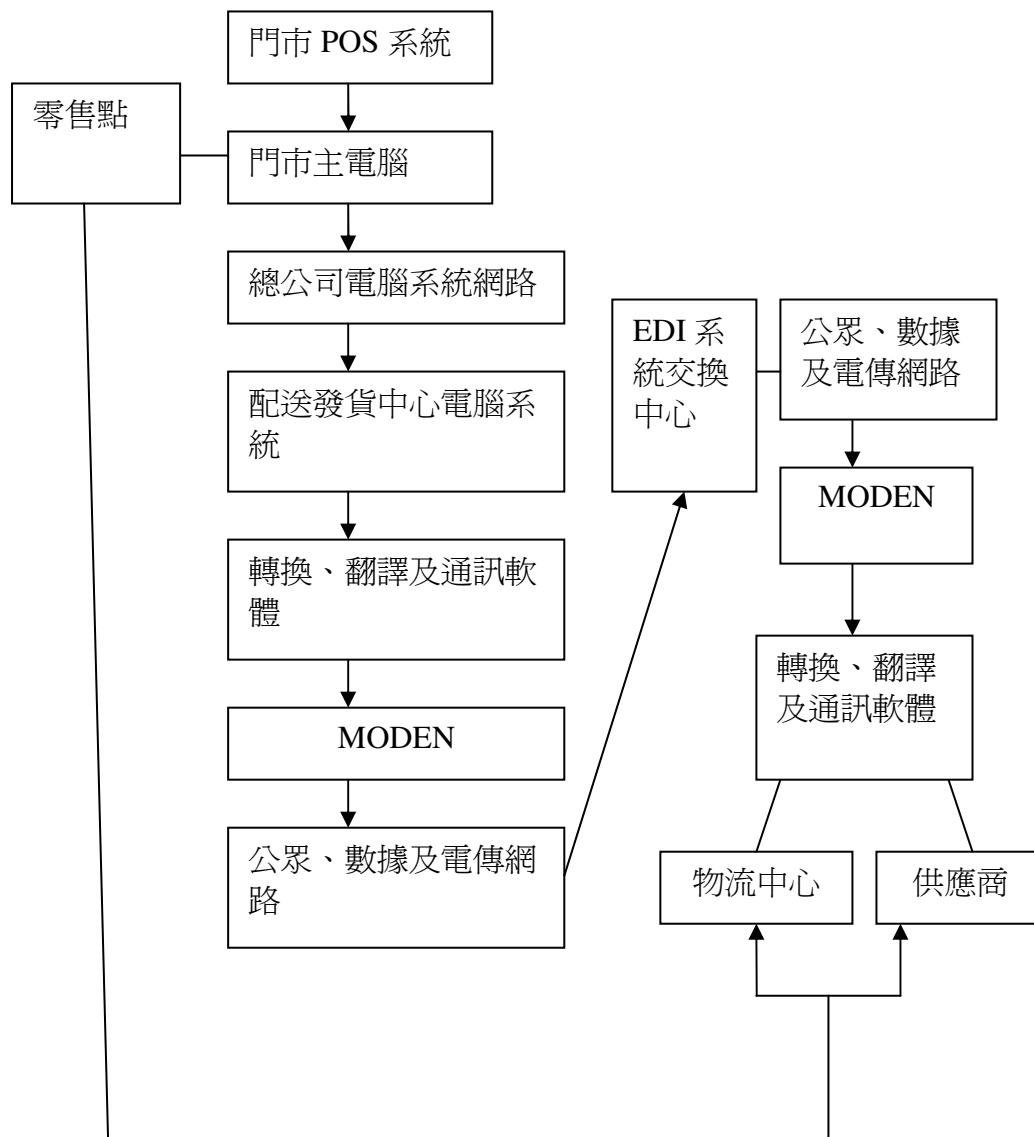 門市 POS 系統
零售點
門市主電腦
總公司電腦系統網路
配送發貨中心電腦系
統
轉換、翻譯及通訊軟
體
MODEN
公眾、數據及電傳網
路
EDI 系
統交換
中心
公眾、數據
及電傳網路
MODEN
轉換、翻譯
及通訊軟體
物流中心
供應商